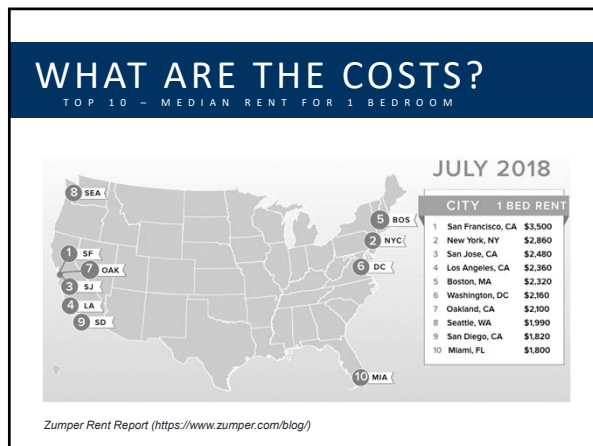 WHAT ARE THE COSTS?
TOP 10 – MEDIAN RENT FOR 1 BEDROOM
JULY 2018
CITY 1 BED RENT
1 San Francisco, CA $3,500
2 New York, NY $2,860
3 San Jose, CA $2,480
4 Los Angeles, CA $2,360
5 Boston, MA $2,320
6 Washington, DC $2,160
7 Oakland, CA $2,100
8 Seattle, WA $1,990
9 San Diego, CA $1,820
10 Miami, FL $1,800
8 SEA
5 BOS
2 NYC
1 SF
6 DC
7 OAK
3 SJ
4 LA
9 SD
10 MIA
Zumper Rent Report (https://www.zumper.com/blog/)